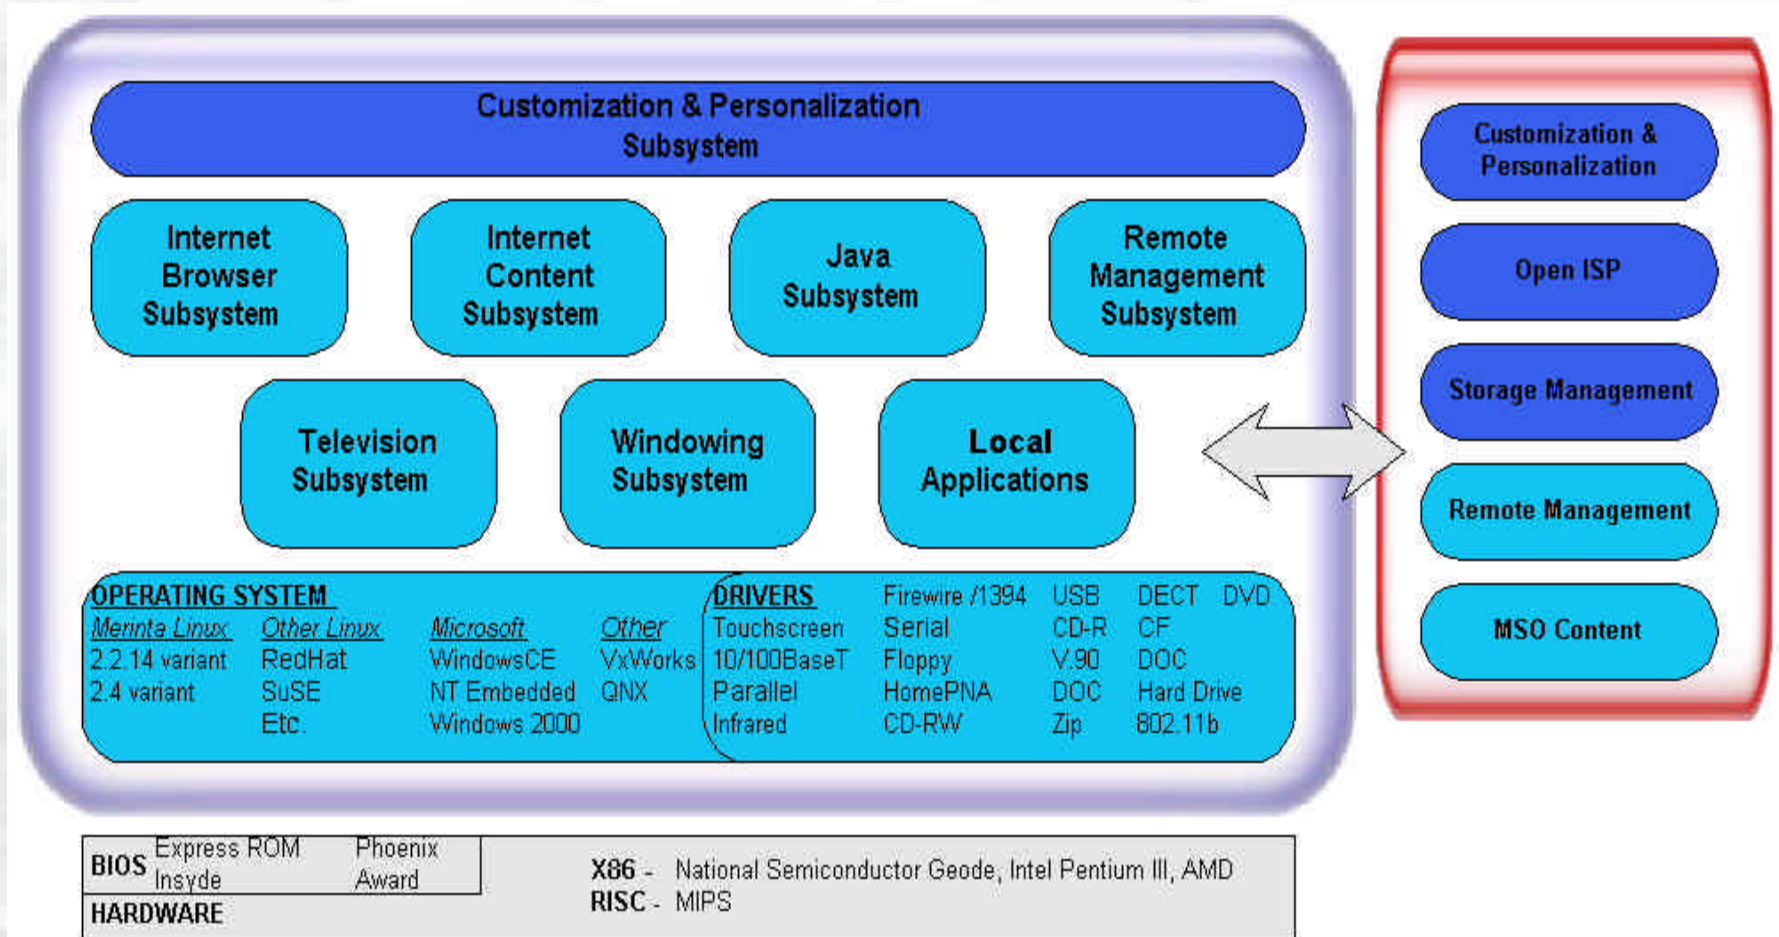 Customization & Personalization
Subsystem
Internet
Browser
Subsystem
Internet
Content
Subsystem
Java
Subsystem
Remote
Management
Subsystem
Television
Subsystem
Windowing
Subsystem
Local
Applications
OPERATING SYSTEM
Merinta Linux Other Linux Microsoft Other
2.2.14 variant RedHat WindowsCE VxWorks
2.4 variant SuSE NT Embedded QNX
Etc. Windows 2000
DRIVERS Firewire /1394 USB DECT DVD
Touchscreen Serial CD-R CF
10/100BaseT Floppy V.90 DOC
Parallel HomePNA DOC Hard Drive
Infrared CD-RW Zip 802.11b
Customization &
Personalization
Open ISP
Storage Management
Remote Management
MSO Content
BIOS Express ROM Phoenix
Insyde Award
HARDWARE
X86 - National Semiconductor Geode, Intel Pentium III, AMD
RISC - MIPS